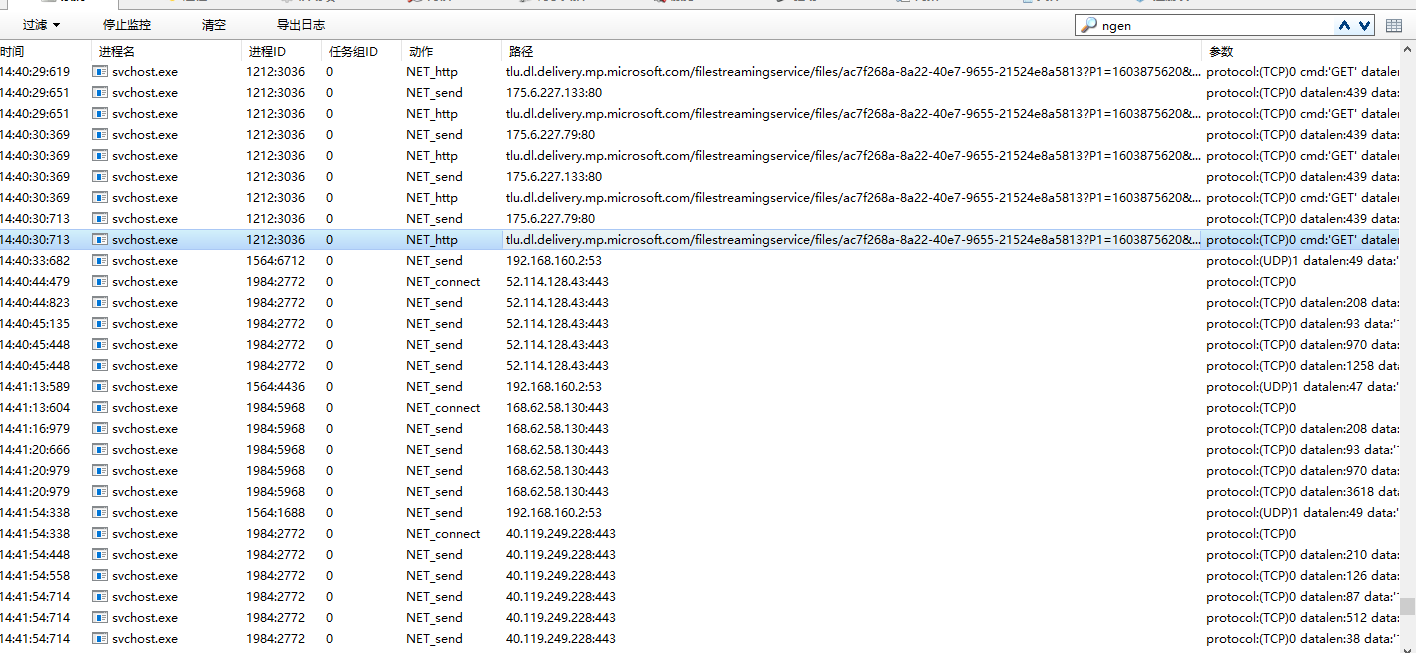 过滤 停止监控 清空 导出日志 ngen
时间 进程名 进程ID 任务组ID 动作 路径 参数
14:40:29:619 svchost.exe 1212:3036 0 NET_http tlu.dl.delivery.mp.microsoft.com/filestreamingservice/files/ac7f268a-8a22-40e7-9655-21524e8a5813?P1=1603875620&... protocol:(TCP)0 cmd:'GET' datalen
14:40:29:651 svchost.exe 1212:3036 0 NET_send 175.6.227.133:80 protocol:(TCP)0 datalen:439 data:
14:40:29:651 svchost.exe 1212:3036 0 NET_http tlu.dl.delivery.mp.microsoft.com/filestreamingservice/files/ac7f268a-8a22-40e7-9655-21524e8a5813?P1=1603875620&... protocol:(TCP)0 cmd:'GET' datalen
14:40:30:369 svchost.exe 1212:3036 0 NET_send 175.6.227.79:80 protocol:(TCP)0 datalen:439 data:
14:40:30:369 svchost.exe 1212:3036 0 NET_http tlu.dl.delivery.mp.microsoft.com/filestreamingservice/files/ac7f268a-8a22-40e7-9655-21524e8a5813?P1=1603875620&... protocol:(TCP)0 cmd:'GET' datalen
14:40:30:369 svchost.exe 1212:3036 0 NET_send 175.6.227.133:80 protocol:(TCP)0 datalen:439 data:
14:40:30:369 svchost.exe 1212:3036 0 NET_http tlu.dl.delivery.mp.microsoft.com/filestreamingservice/files/ac7f268a-8a22-40e7-9655-21524e8a5813?P1=1603875620&... protocol:(TCP)0 cmd:'GET' datalen
14:40:30:713 svchost.exe 1212:3036 0 NET_send 175.6.227.79:80 protocol:(TCP)0 datalen:439 data:
14:40:30:713 svchost.exe 1212:3036 0 NET_http tlu.dl.delivery.mp.microsoft.com/filestreamingservice/files/ac7f268a-8a22-40e7-9655-21524e8a5813?P1=1603875620&... protocol:(TCP)0 cmd:'GET' datalen
14:40:33:682 svchost.exe 1564:6712 0 NET_send 192.168.160.2:53 protocol:(UDP)1 datalen:49 data:'
14:40:44:479 svchost.exe 1984:2772 0 NET_connect 52.114.128.43:443 protocol:(TCP)0
14:40:44:823 svchost.exe 1984:2772 0 NET_send 52.114.128.43:443 protocol:(TCP)0 datalen:208 data:
14:40:45:135 svchost.exe 1984:2772 0 NET_send 52.114.128.43:443 protocol:(TCP)0 datalen:93 data:'
14:40:45:448 svchost.exe 1984:2772 0 NET_send 52.114.128.43:443 protocol:(TCP)0 datalen:970 data:
14:40:45:448 svchost.exe 1984:2772 0 NET_send 52.114.128.43:443 protocol:(TCP)0 datalen:1258 data
14:41:13:589 svchost.exe 1564:4436 0 NET_send 192.168.160.2:53 protocol:(UDP)1 datalen:47 data:'
14:41:13:604 svchost.exe 1984:5968 0 NET_connect 168.62.58.130:443 protocol:(TCP)0
14:41:16:979 svchost.exe 1984:5968 0 NET_send 168.62.58.130:443 protocol:(TCP)0 datalen:208 data:
14:41:20:666 svchost.exe 1984:5968 0 NET_send 168.62.58.130:443 protocol:(TCP)0 datalen:93 data:'
14:41:20:979 svchost.exe 1984:5968 0 NET_send 168.62.58.130:443 protocol:(TCP)0 datalen:970 data:
14:41:20:979 svchost.exe 1984:5968 0 NET_send 168.62.58.130:443 protocol:(TCP)0 datalen:3618 data
14:41:54:338 svchost.exe 1564:1688 0 NET_send 192.168.160.2:53 protocol:(UDP)1 datalen:49 data:'
14:41:54:338 svchost.exe 1984:2772 0 NET_connect 40.119.249.228:443 protocol:(TCP)0
14:41:54:448 svchost.exe 1984:2772 0 NET_send 40.119.249.228:443 protocol:(TCP)0 datalen:210 data:
14:41:54:558 svchost.exe 1984:2772 0 NET_send 40.119.249.228:443 protocol:(TCP)0 datalen:126 data:
14:41:54:714 svchost.exe 1984:2772 0 NET_send 40.119.249.228:443 protocol:(TCP)0 datalen:87 data:'
14:41:54:714 svchost.exe 1984:2772 0 NET_send 40.119.249.228:443 protocol:(TCP)0 datalen:512 data:
14:41:54:714 svchost.exe 1984:2772 0 NET_send 40.119.249.228:443 protocol:(TCP)0 datalen:38 data:'